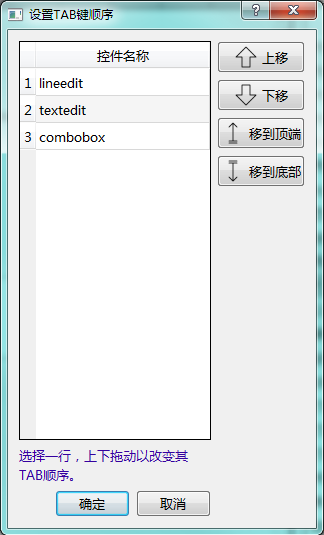 设置TAB键顺序
控件名称
1 lineedit
2 textedit
3 combobox
上移
下移
移到顶端
移到底部
选择一行，上下拖动以改变其
TAB顺序。
确定
取消